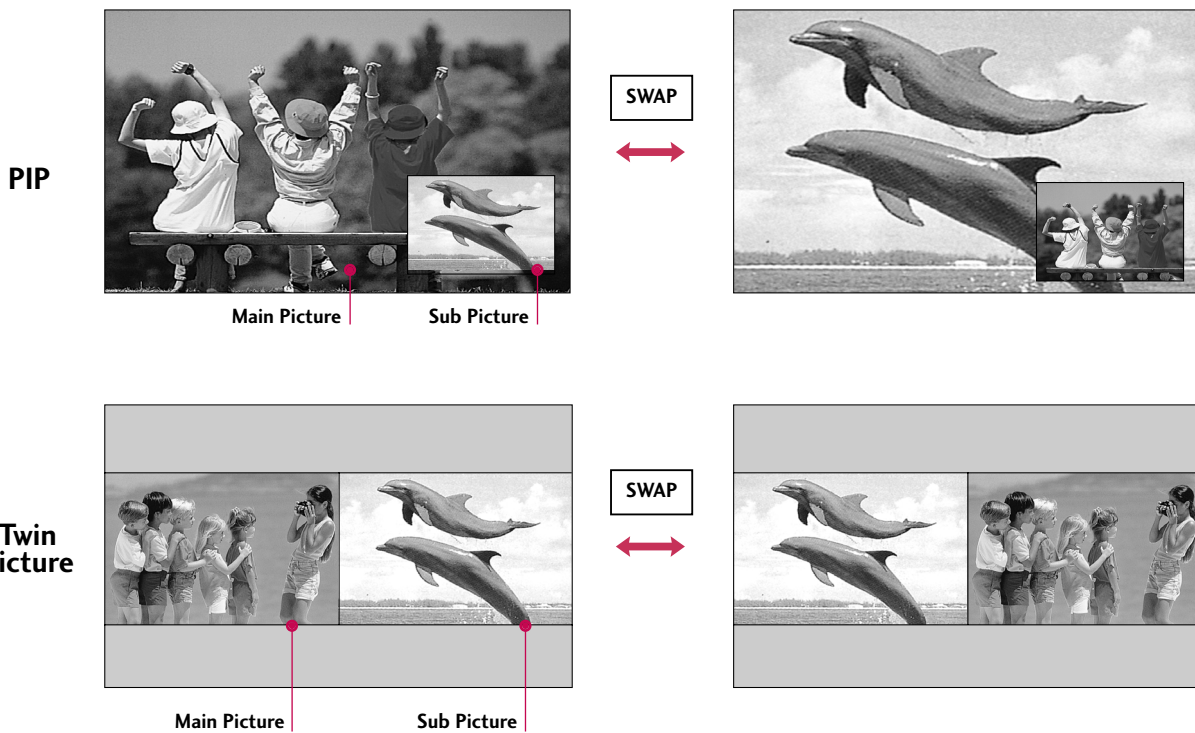 PIP
SWAP
Main Picture
Sub Picture
Twin
icture
SWAP
Main Picture
Sub Picture